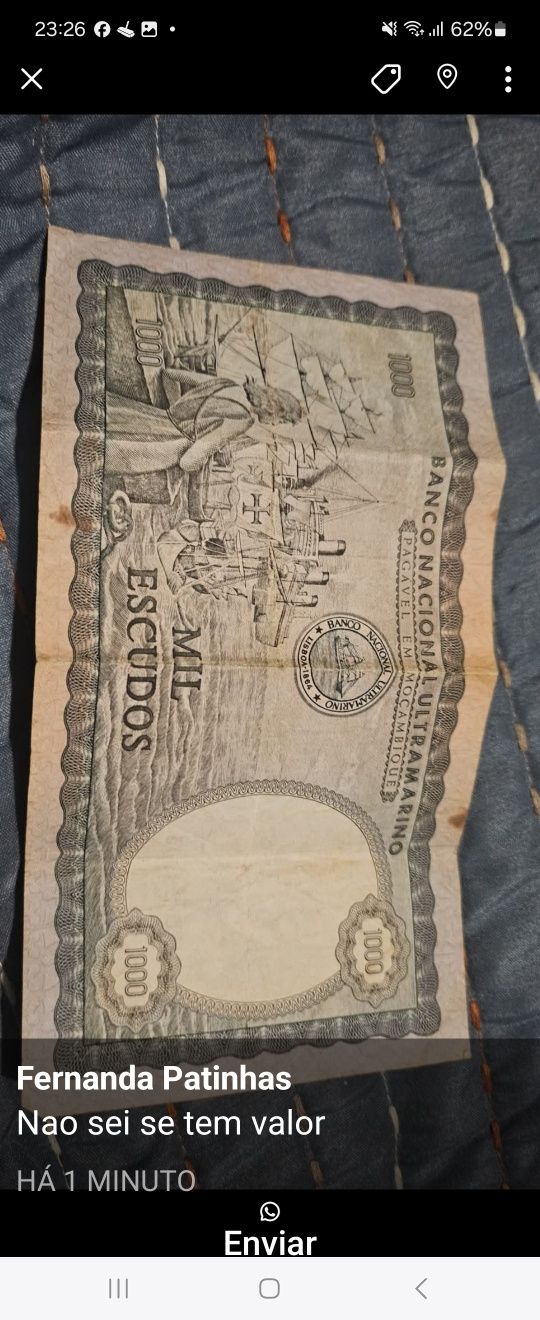 23:26
62%
1000
1000
BANCO NACIONAL ULTRAMARINO
PAGAVEL EM MOÇAMBIQUE
BANCO NACIONAL ULTRAMARINO
LISBOA·1864
MIL
ESCUDOS
1000
1000
Fernanda Patinhas
Nao sei se tem valor
HÁ 1 MINUTO
Enviar